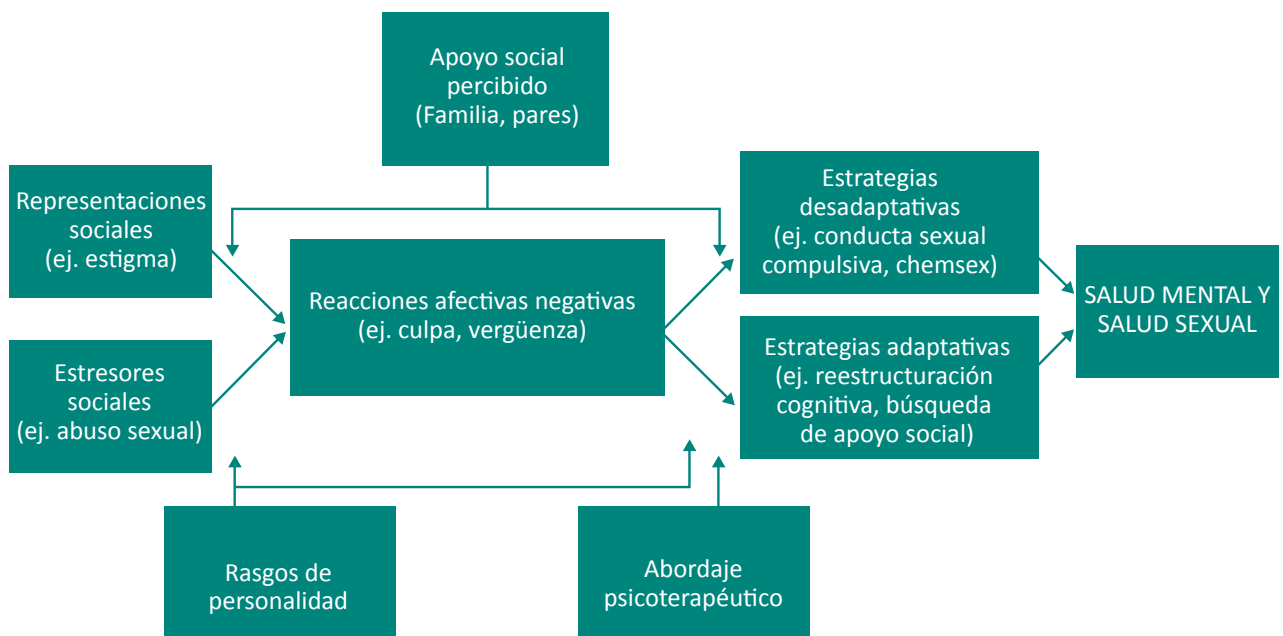 Apoyo social
percibido
(Familia, pares)
Representaciones
sociales
(ej. estigma)
Estresores
sociales
(ej. abuso sexual)
Reacciones afectivas negativas
(ej. culpa, vergüenza)
Estrategias
desadaptativas
(ej. conducta sexual
compulsiva, chemsex)
Estrategias adaptativas
(ej. reestructuración
cognitiva, búsqueda
de apoyo social)
SALUD MENTAL Y
SALUD SEXUAL
Rasgos de
personalidad
Abordaje
psicoterapéutico